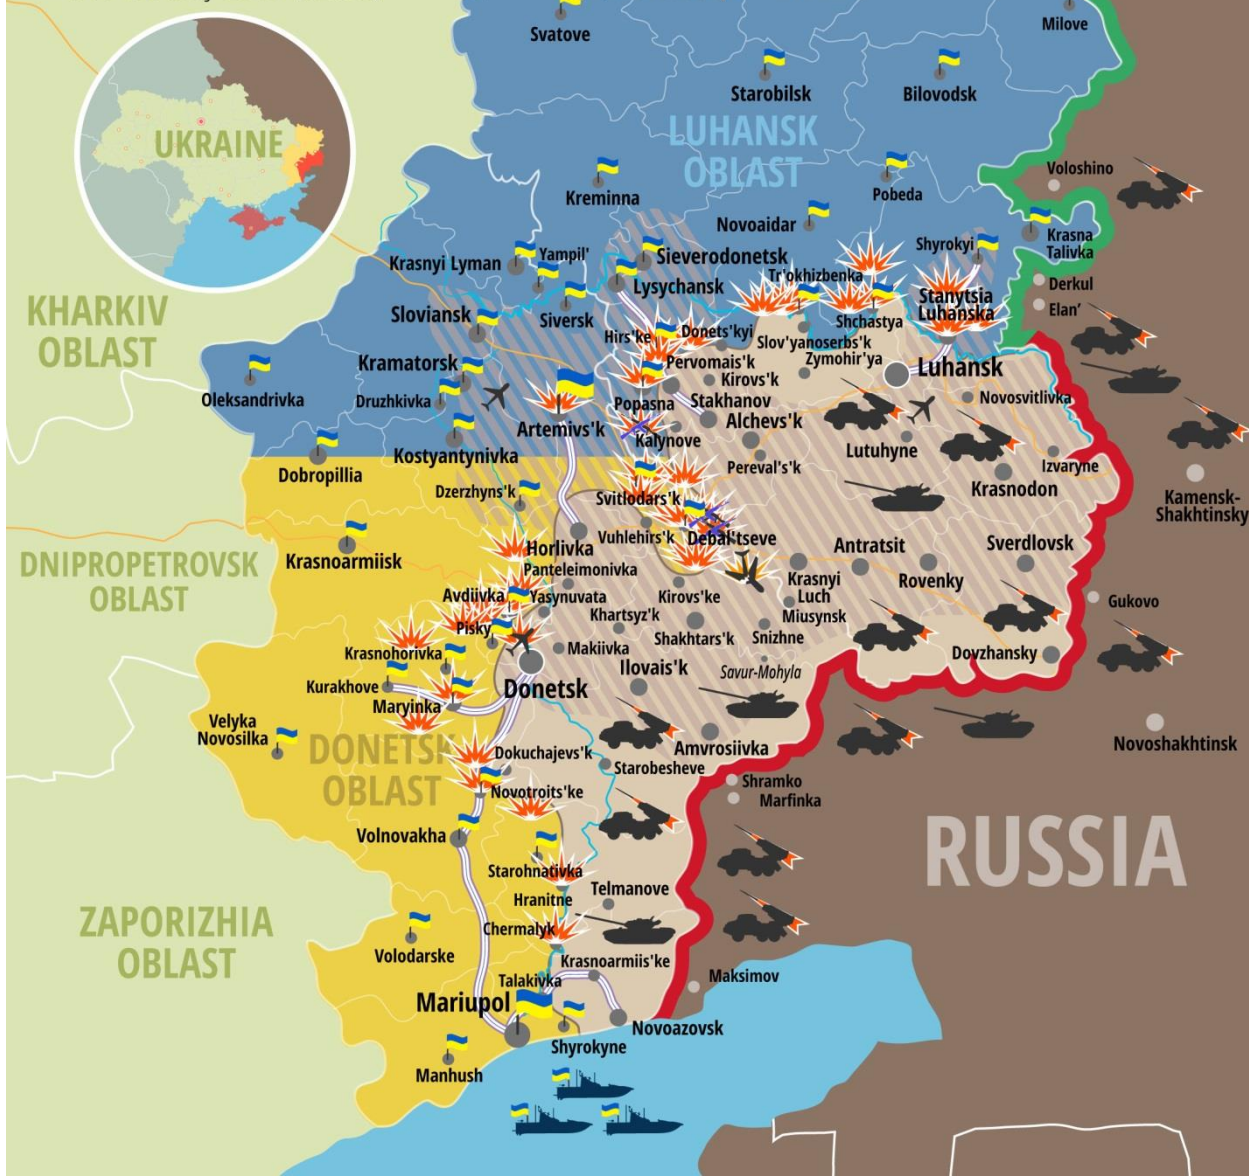 Svatove
Milove
Starobilsk
Bilovodsk
UKRAINE
LUHANSK
OBLAST
Voloshino
Kreminna
Pobeda
Novoaidar
Krasna
Talivka
Shyrokyi
Yampil'
Krasnyi Lyman
Sieverodonetsk
Tr'okhizbenka
Lysychansk
Derkul
Elan'
KHARKIV
OBLAST
Sloviansk
Siversk
Stanytsia
Luhanska
Shchastya
Hirs'ke
Donets'kyi
Slov'yanoserbs'k
Zymohir'ya
Kramatorsk
Pervomais'k
Kirovs'k
Luhansk
Oleksandrivka
Druzhkivka
Popasna
Stakhanov
Novosvitlivka
Artemivs'k
Alchevs'k
Kalynove
Kostyantynivka
Lutuhyne
Pereval's'k
Izvaryne
Dobropillia
Krasnodon
Kamensk-
Shakhtinsky
Dzerzhyns'k
Svitlodars'k
Vuhlehirs'k
Debal'tseve
Horlivka
Antratsit
Sverdlovsk
Krasnoarmiisk
DNIPROPETROVSK
OBLAST
Panteleimonivka
Krasnyi
Luch
Rovenky
Avdiivka
Yasynuvata
Kirovs'ke
Gukovo
Khartsyz'k
Miusynsk
Pisky
Shakhtars'k
Snizhne
Krasnohorivka
Makiivka
Dovzhansky
Ilovais'k
Savur-Mohyla
Kurakhove
Donetsk
Maryinka
Velyka
Novosilka
DONETSK
OBLAST
Amvrosiivka
Novoshakhtinsk
Dokuchajevs'k
Starobesheve
Shramko
Marfinka
Novotroits'ke
Volnovakha
RUSSIA
Starohnativka
Telmanove
Hranitne
ZAPORIZHIA
OBLAST
Chermalyk
Volodarske
Krasnoarmiis'ke
Talakivka
Maksimov
Mariupol
Novoazovsk
Shyrokyne
Manhush